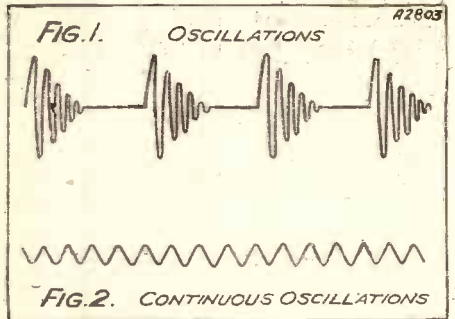 A2803
FIG.1. OSCILLATIONS
FIG.2. CONTINUOUS OSCILLATIONS